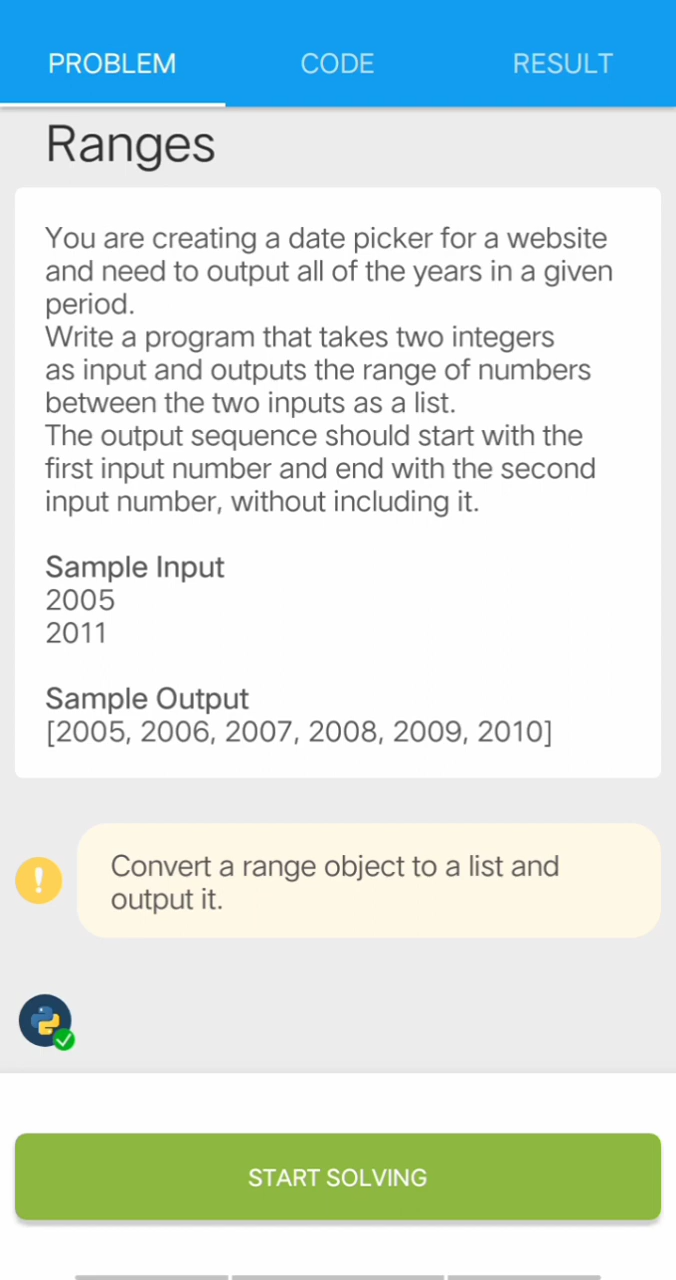 PROBLEM CODE RESULT
Ranges
You are creating a date picker for a website
and need to output all of the years in a given
period.
Write a program that takes two integers
as input and outputs the range of numbers
between the two inputs as a list.
The output sequence should start with the
first input number and end with the second
input number, without including it.
Sample Input
2005
2011
Sample Output
[2005, 2006, 2007, 2008, 2009, 2010]
Convert a range object to a list and
output it.
START SOLVING